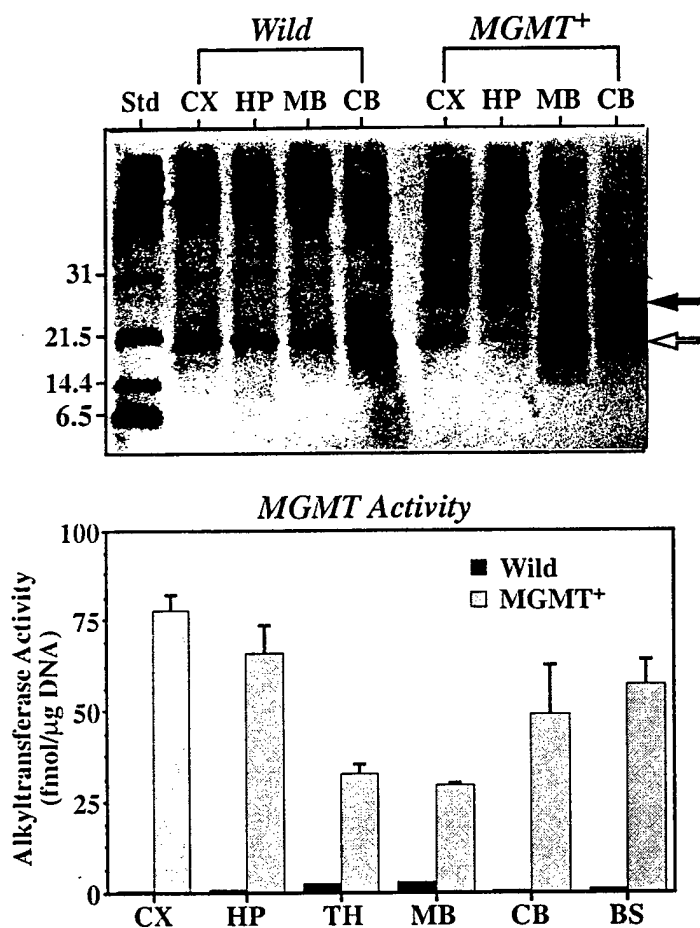 Wild MGMT+
Std CX HP MB CB CX HP MB CB
31
21.5
14.4
6.5
MGMT Activity
100
75
50
25
0
Alkyltransferase Activity
(fmol/µg DNA)
Wild
MGMT+
CX HP TH MB CB BS